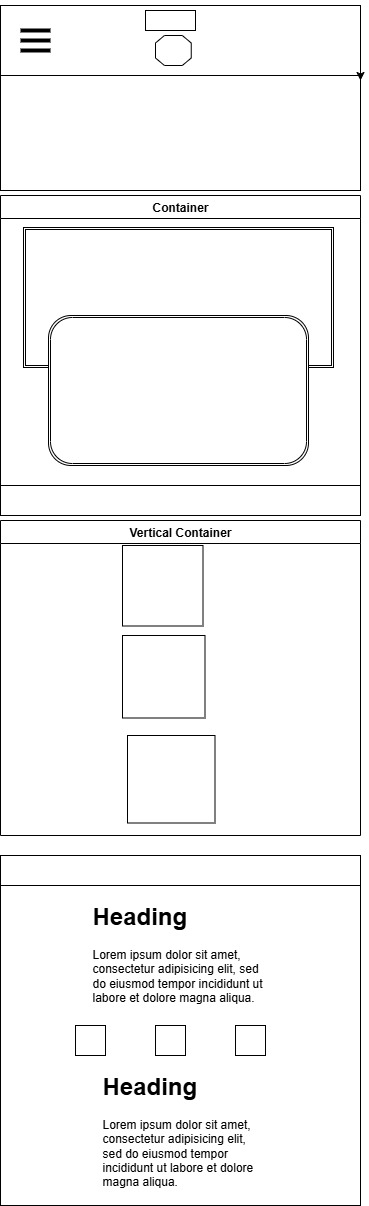 Container
Vertical Container
Heading
Lorem ipsum dolor sit amet,
consectetur adipisicing elit, sed
do eiusmod tempor incididunt ut
labore et dolore magna aliqua.
Heading
Lorem ipsum dolor sit amet,
consectetur adipisicing elit,
sed do eiusmod tempor
incididunt ut labore et dolore
magna aliqua.